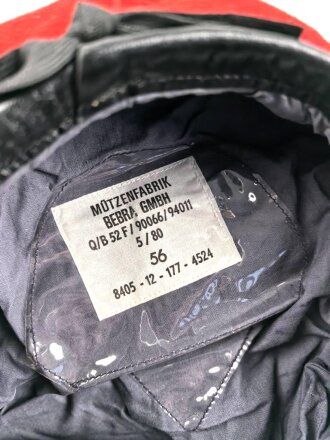 MÜTZENFABRIK
BEBRA GMBH
Q/B 52 F/90066/94011
5/80
56
8405-12-177-4524